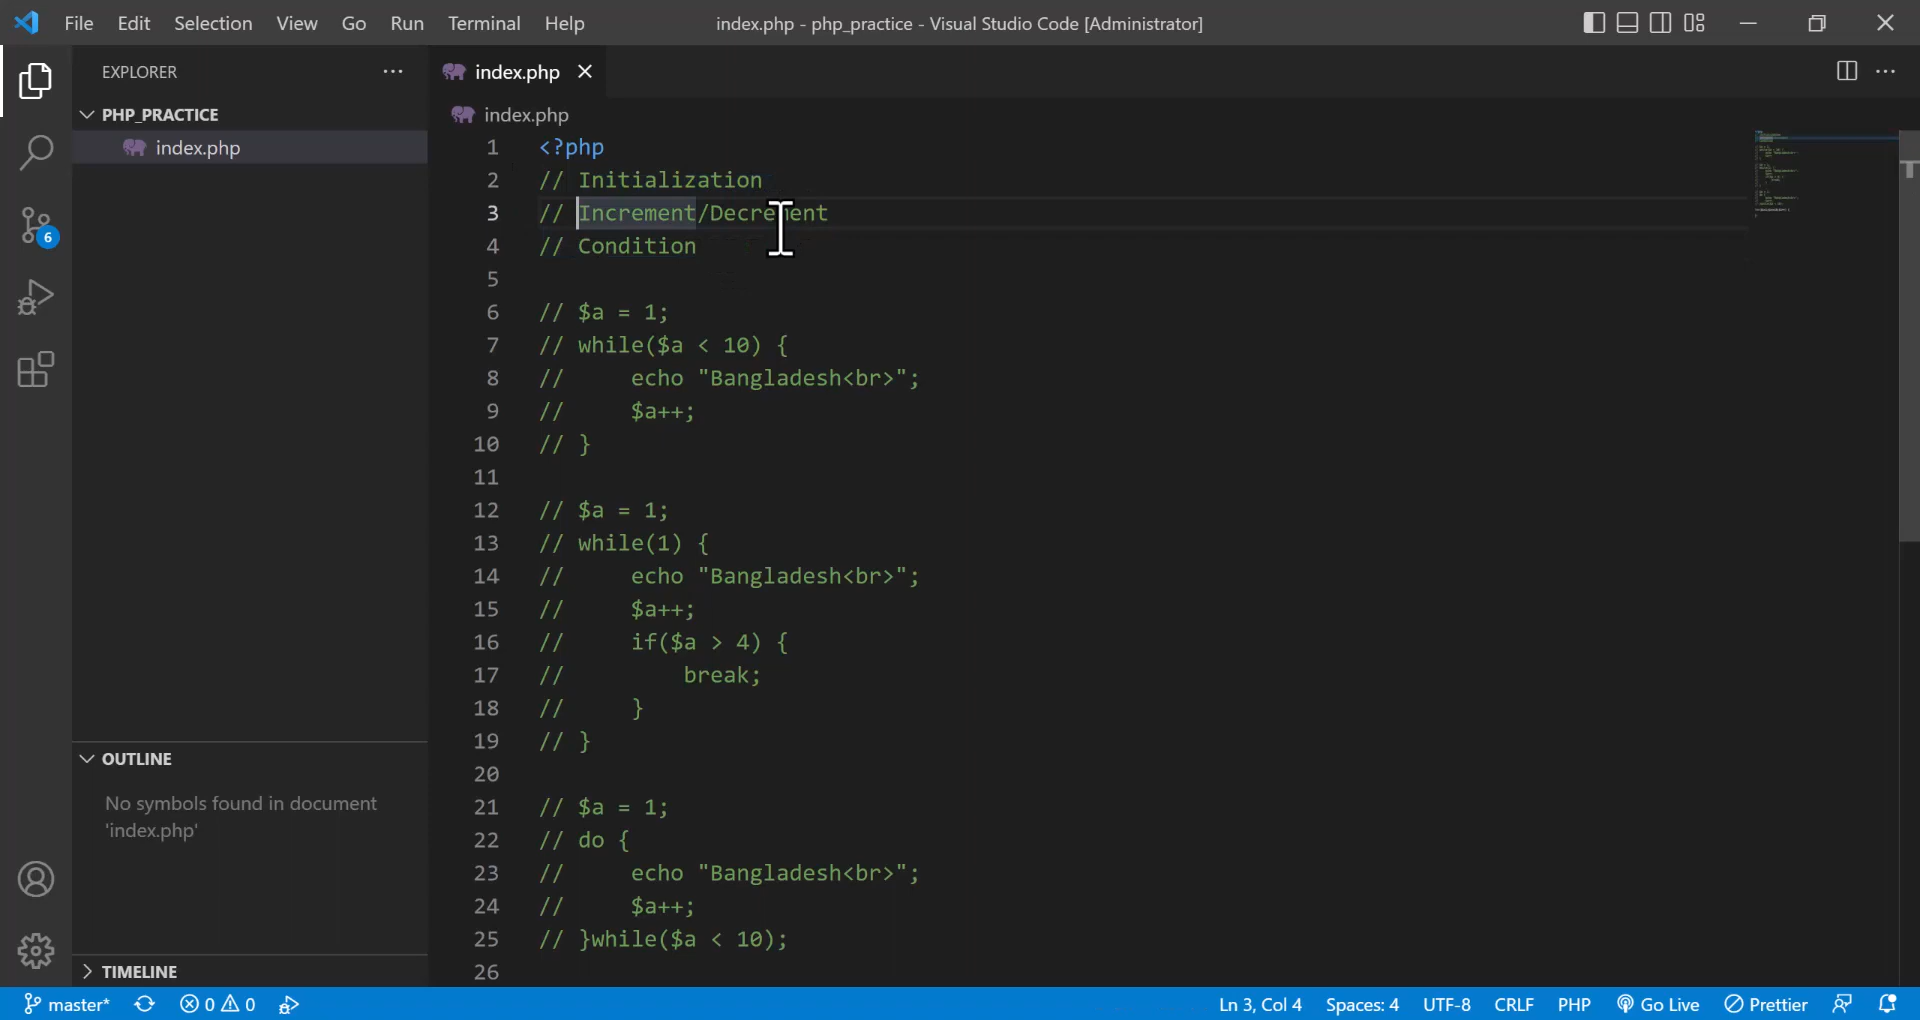 File Edit Selection View Go Run Terminal Help
index.php - php_practice - Visual Studio Code [Administrator]
EXPLORER
PHP_PRACTICE
index.php
6
OUTLINE
No symbols found in document
'index.php'
TIMELINE
index.php
index.php
1 <?php
2 // Initialization
3 // Increment/Decrement
4 // Condition
5
6 // $a = 1;
7 // while($a < 10) {
8 //     echo "Bangladesh<br>";
9 //     $a++;
10 // }
11
12 // $a = 1;
13 // while(1) {
14 //     echo "Bangladesh<br>";
15 //     $a++;
16 //     if($a > 4) {
17 //         break;
18 //     }
19 // }
20
21 // $a = 1;
22 // do {
23 //     echo "Bangladesh<br>";
24 //     $a++;
25 // }while($a < 10);
26
master* 0 0 Ln 3, Col 4 Spaces: 4 UTF-8 CRLF PHP Go Live Prettier